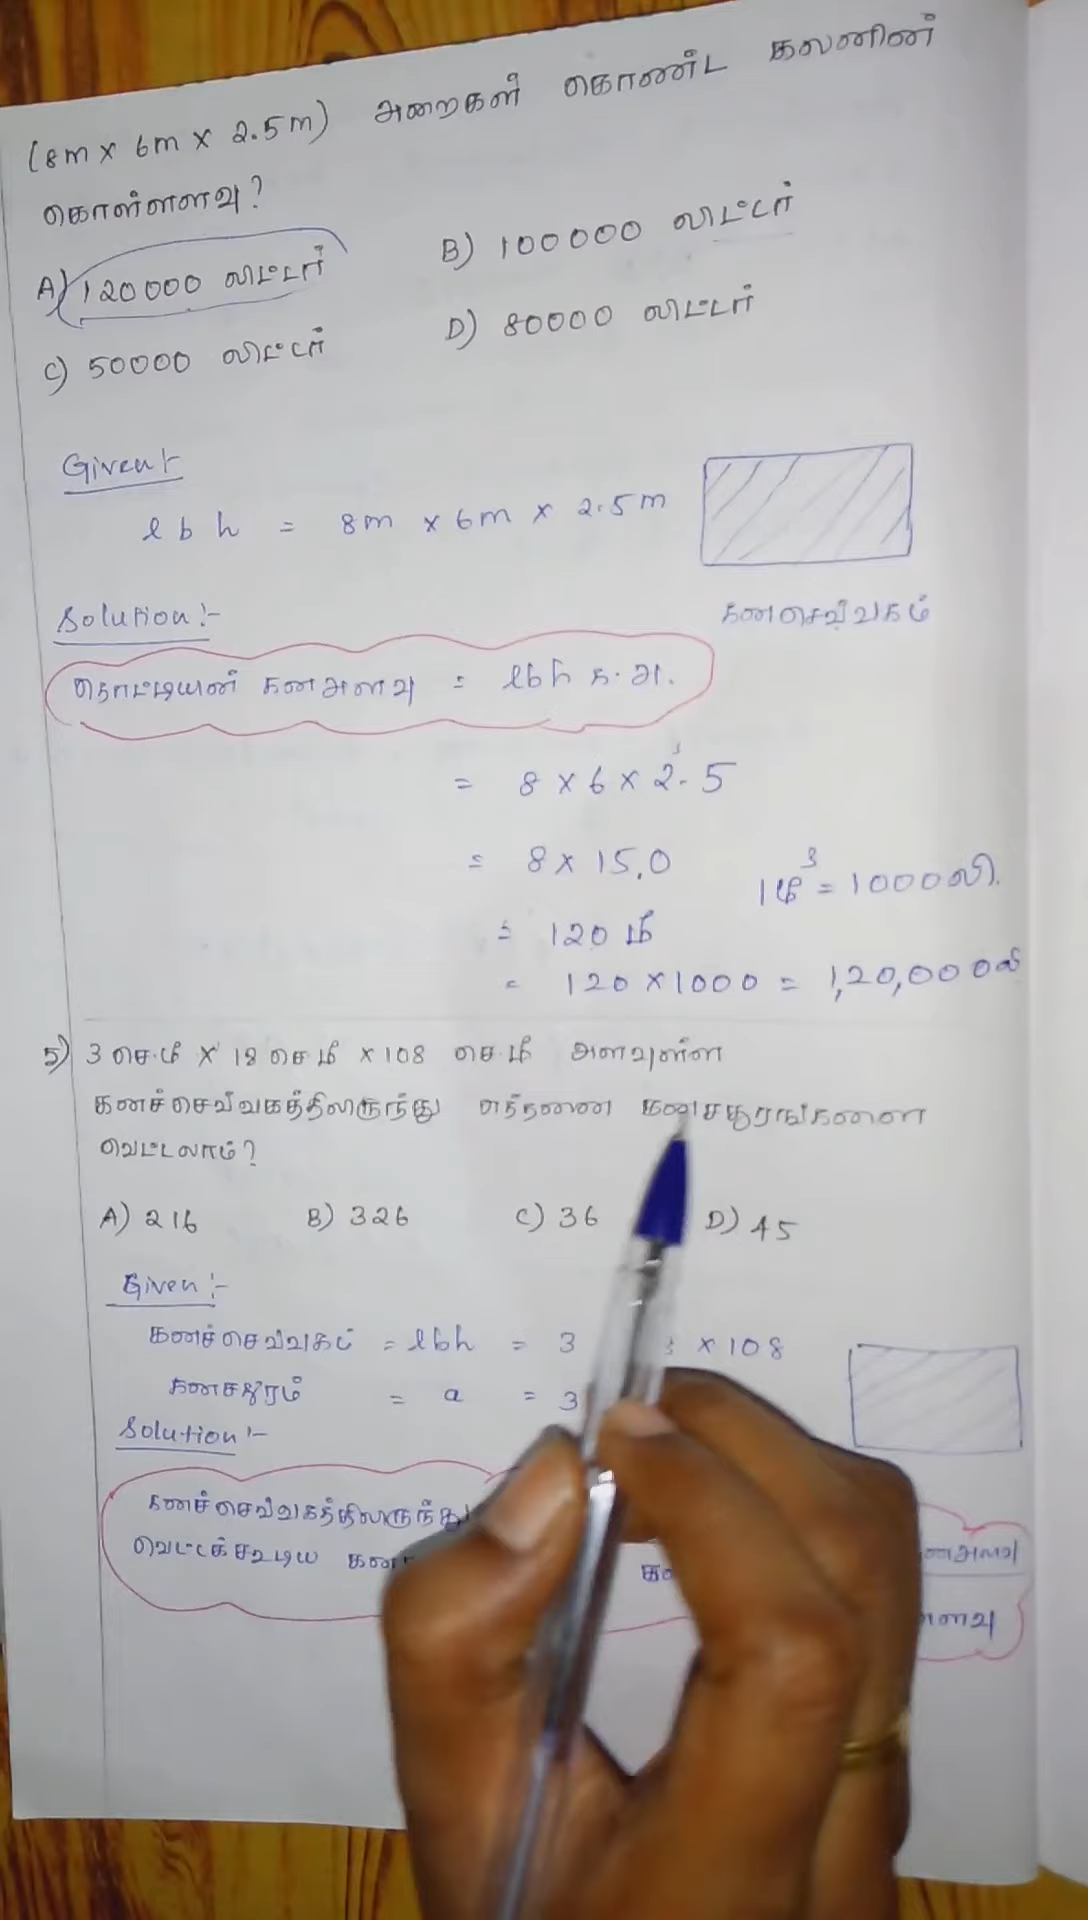 (8m x 6m x 2.5m) அறைகள் கொண்ட கலனின்
கொள்ளளவு?
A) 120000 லிட்டர் B) 100000 லிட்டர்
C) 50000 லிட்டர் D) 80000 லிட்டர்
Given:-
l b h = 8m x 6m x 2.5m
Solution:-
கனசெவ்வகம்
தொட்டியின் கனஅளவு = lbh க.அ.
= 8 x 6 x 2.5
= 8 x 15.0
1மீ³ = 1000லி.
= 120 மீ³
= 120 x 1000 = 1,20,000லி
5) 3 செ.மீ x 18 செ.மீ x 108 செ.மீ அளவுள்ள
கனச்செவ்வகத்திலிருந்து எத்தனை கனசதுரங்களை
வெட்டலாம்?
A) 216 B) 326 C) 36 D) 45
Given:-
கனச்செவ்வகம் = lbh = 3 x 108
கனசதுரம் = a = 3
Solution:-
கனச்செவ்வகத்திலிருந்து
வெட்டக்கூடிய